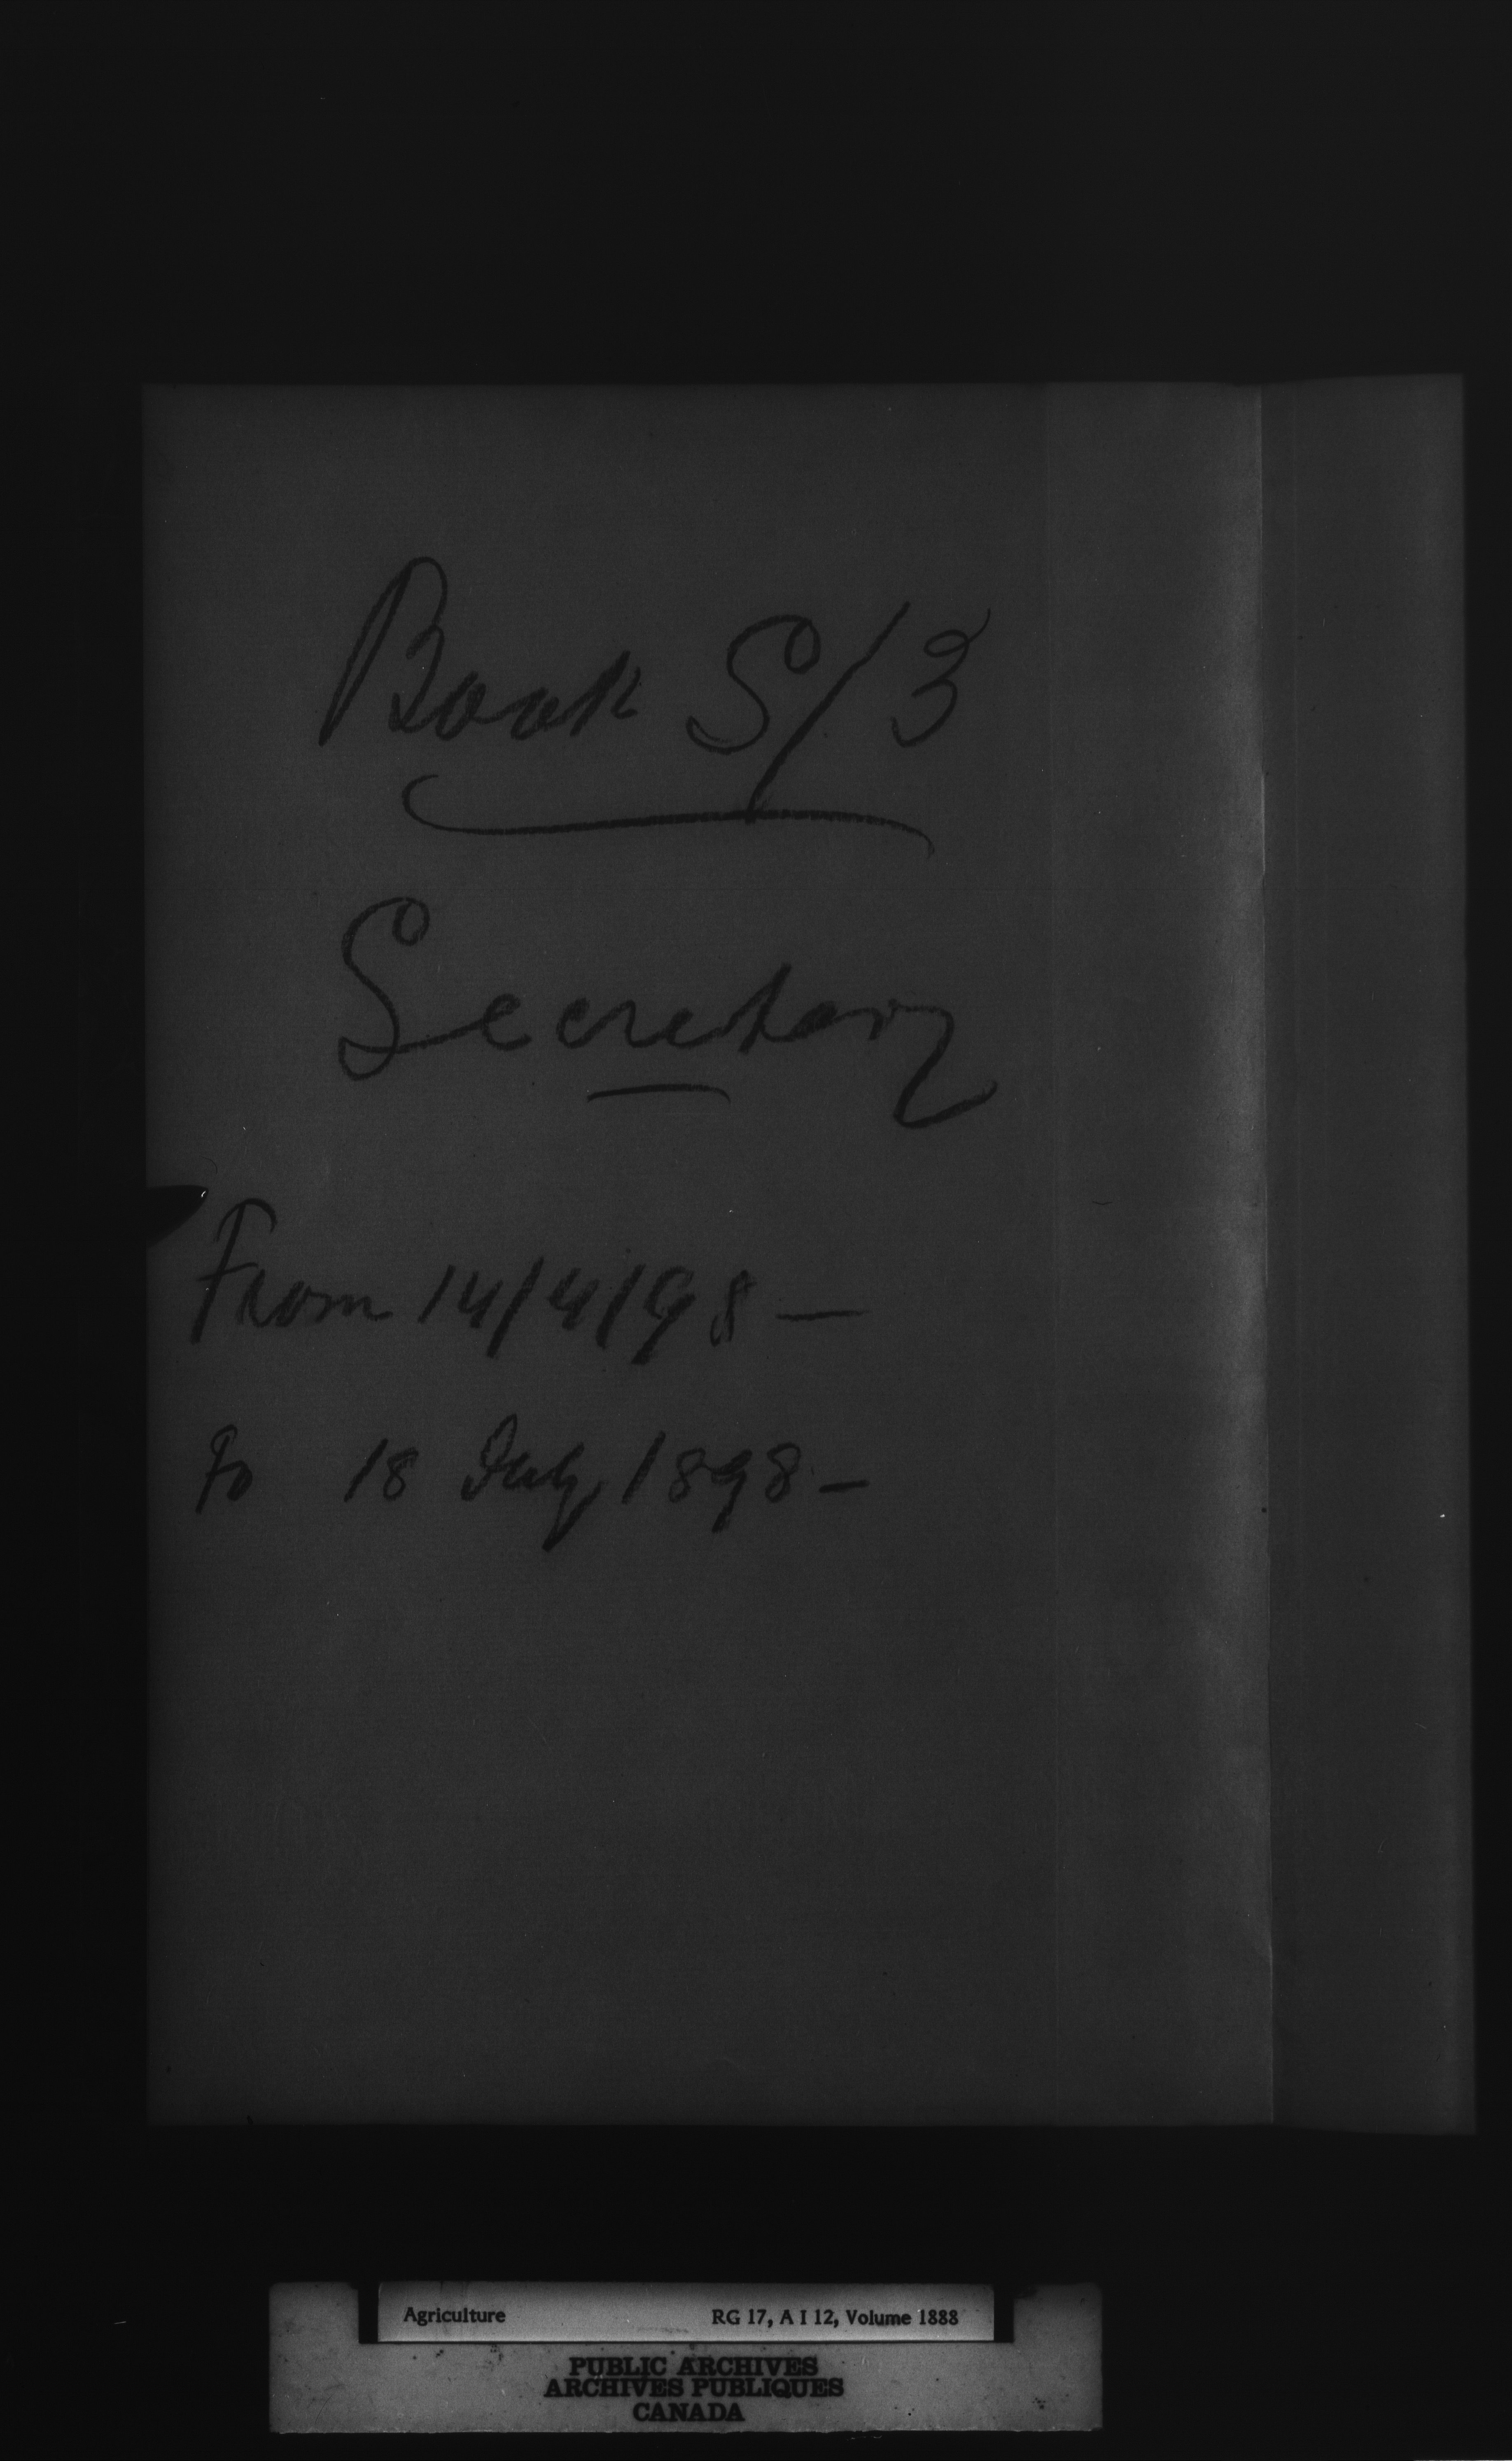 Book S/3
Secretary
From 14/4/98 —
to 18 July 1898 —
Agriculture RG 17, A I 12, Volume 1888
PUBLIC ARCHIVES
ARCHIVES PUBLIQUES
CANADA